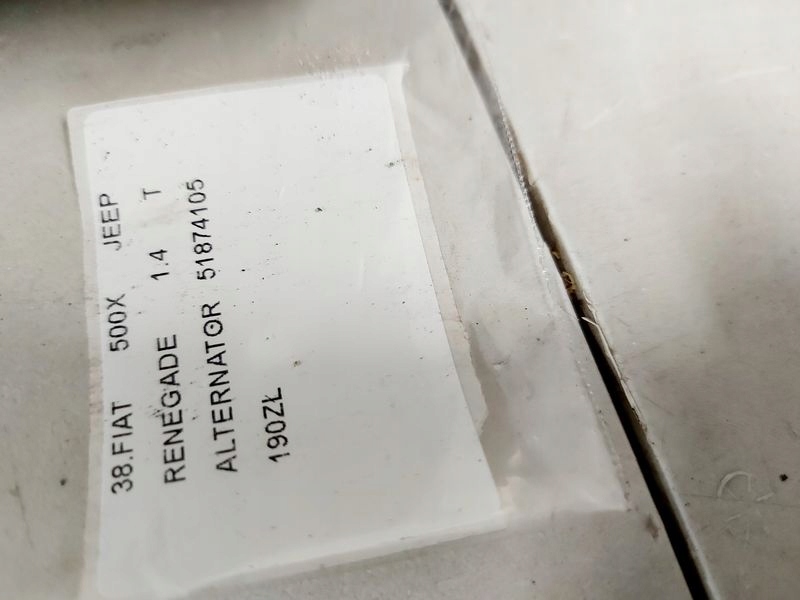 38.FIAT 500X JEEP
RENEGADE 1.4 T
ALTERNATOR 51874105
190ZŁ